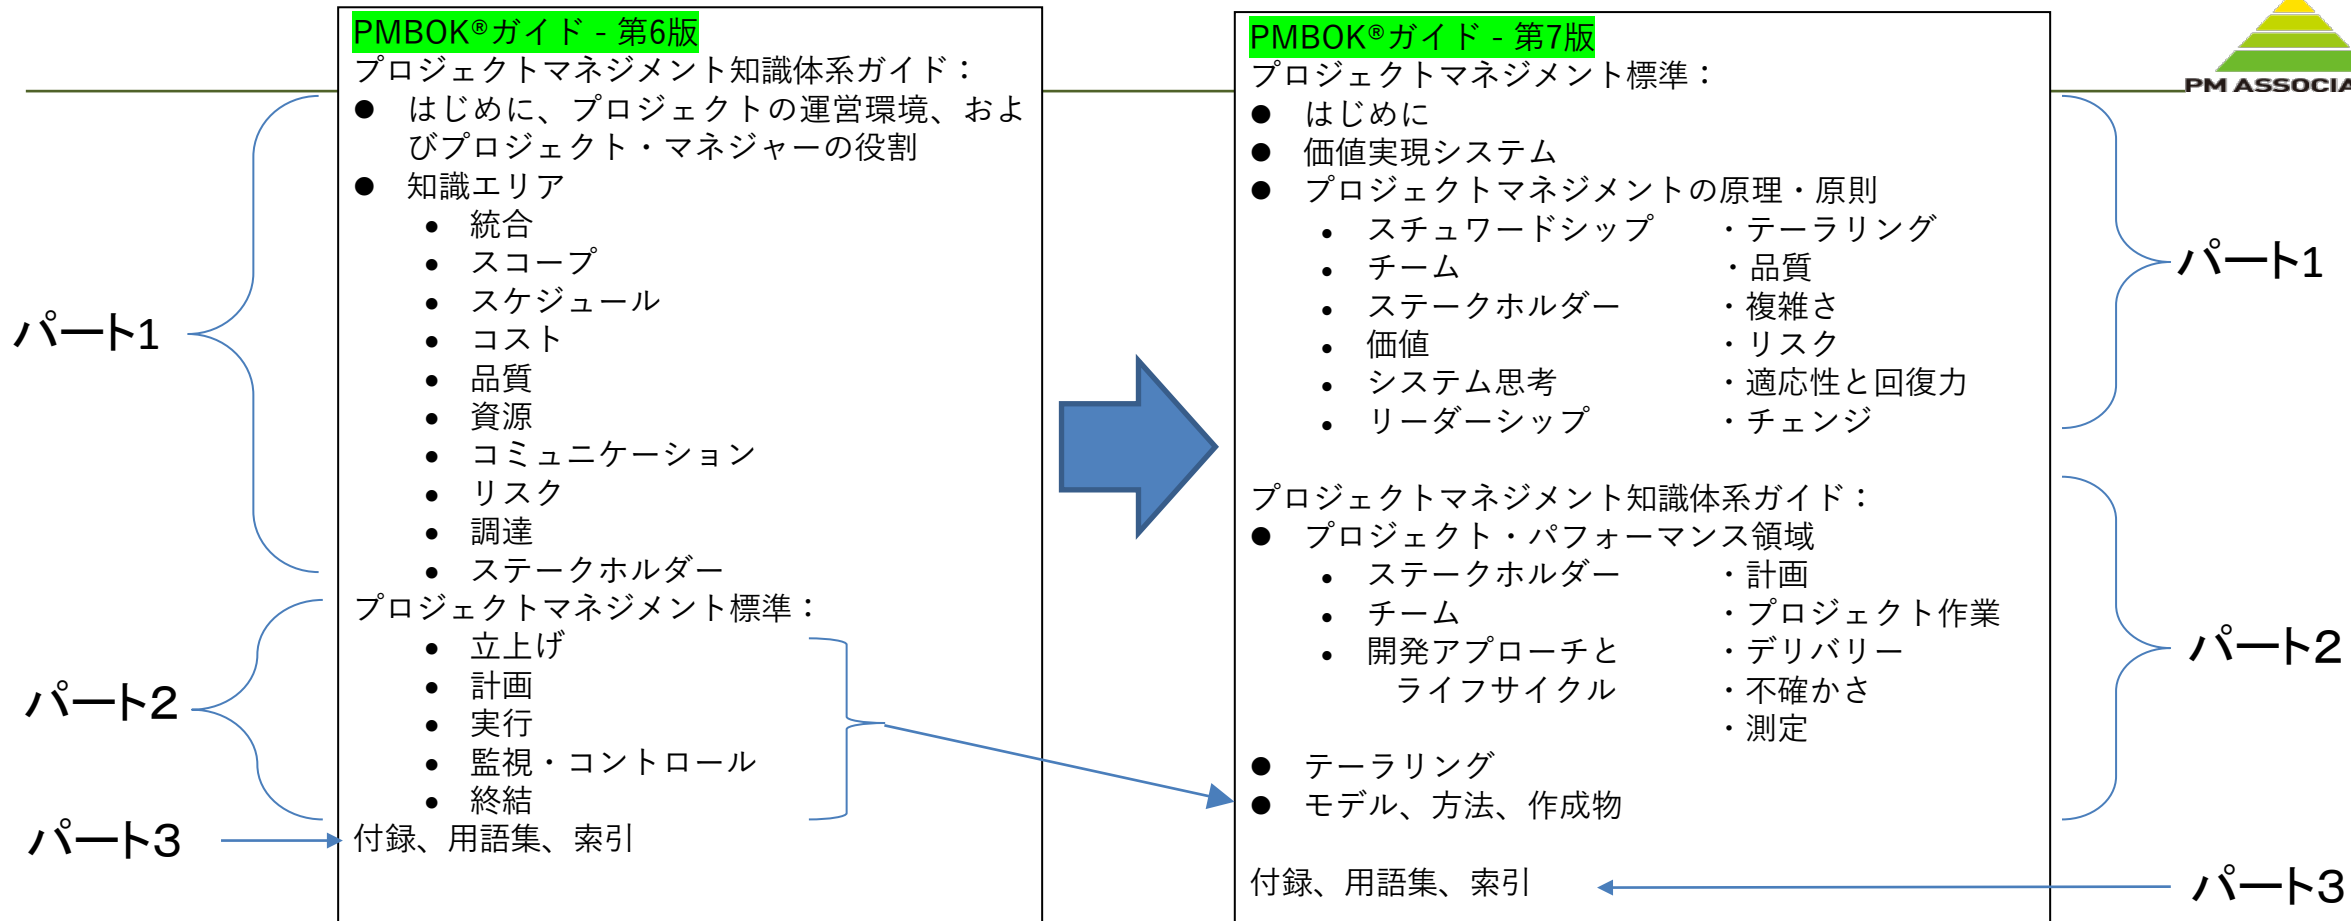 PMBOK®ガイド - 第6版
プロジェクトマネジメント知識体系ガイド：
● はじめに、プロジェクトの運営環境、およ
びプロジェクト・マネジャーの役割
● 知識エリア
• 統合
• スコープ
• スケジュール
• コスト
• 品質
• 資源
• コミュニケーション
• リスク
• 調達
• ステークホルダー
プロジェクトマネジメント標準：
• 立上げ
• 計画
• 実行
• 監視・コントロール
• 終結
付録、用語集、索引
パート1
パート2
パート3
PMBOK®ガイド - 第7版
プロジェクトマネジメント標準：
● はじめに
● 価値実現システム
● プロジェクトマネジメントの原理・原則
• スチュワードシップ ・テーラリング
• チーム ・品質
• ステークホルダー ・複雑さ
• 価値 ・リスク
• システム思考 ・適応性と回復力
• リーダーシップ ・チェンジ
プロジェクトマネジメント知識体系ガイド：
● プロジェクト・パフォーマンス領域
• ステークホルダー ・計画
• チーム ・プロジェクト作業
• 開発アプローチと ・デリバリー
ライフサイクル ・不確かさ
・測定
● テーラリング
● モデル、方法、作成物
付録、用語集、索引
PM ASSOCIA
パート1
パート2
パート3